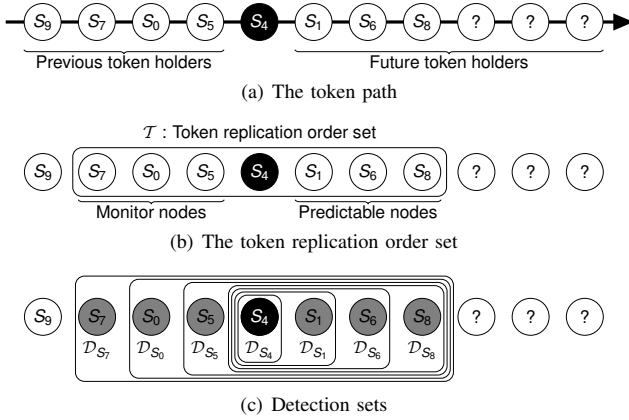 S9 S7 S0 S5 S4 S1 S6 S8 ? ? ?
Previous token holders Future token holders
(a) The token path
𝒯 : Token replication order set
S9 S7 S0 S5 S4 S1 S6 S8 ? ? ?
Monitor nodes Predictable nodes
(b) The token replication order set
S9 S7 S0 S5 S4 S1 S6 S8 ? ? ?
𝒟S7 𝒟S0 𝒟S5 𝒟S4 𝒟S1 𝒟S6 𝒟S8
(c) Detection sets